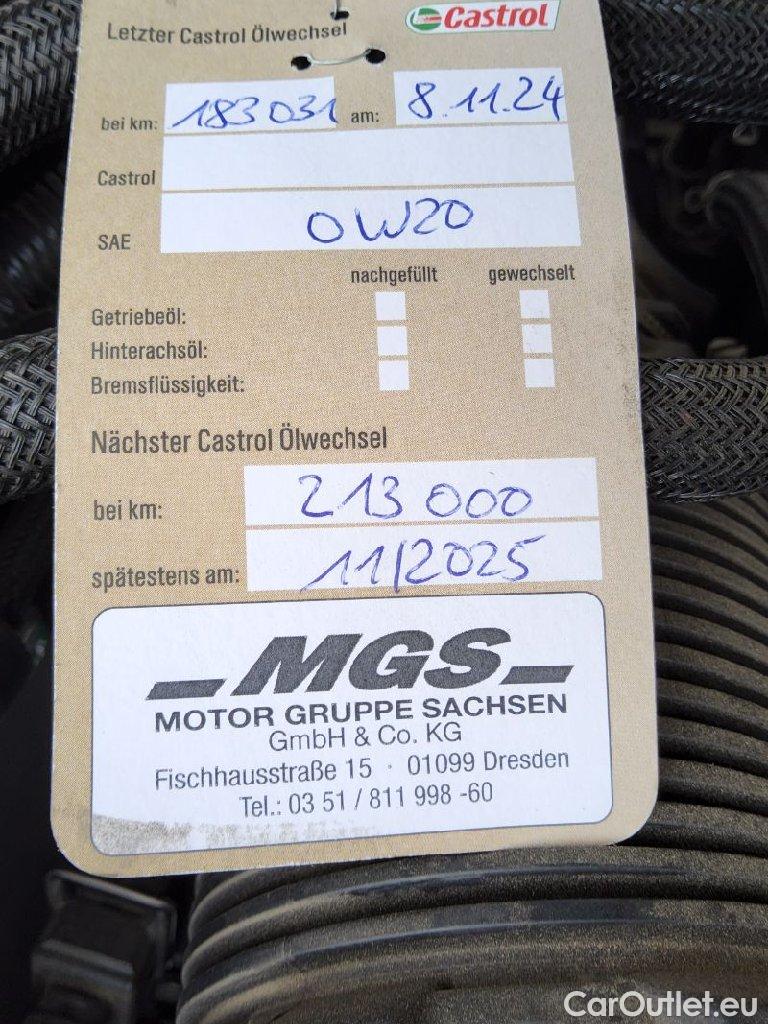 Letzter Castrol Ölwechsel
Castrol
bei km: 183 031 am: 8.11.24
Castrol
SAE 0W20
nachgefüllt gewechselt
Getriebeöl:
Hinterachsöl:
Bremsflüssigkeit:
Nächster Castrol Ölwechsel
bei km: 213 000
spätestens am: 11/2025
MGS
MOTOR GRUPPE SACHSEN
GmbH & Co. KG
Fischhausstraße 15 · 01099 Dresden
Tel.: 03 51 / 811 998 -60
CarOutlet.eu